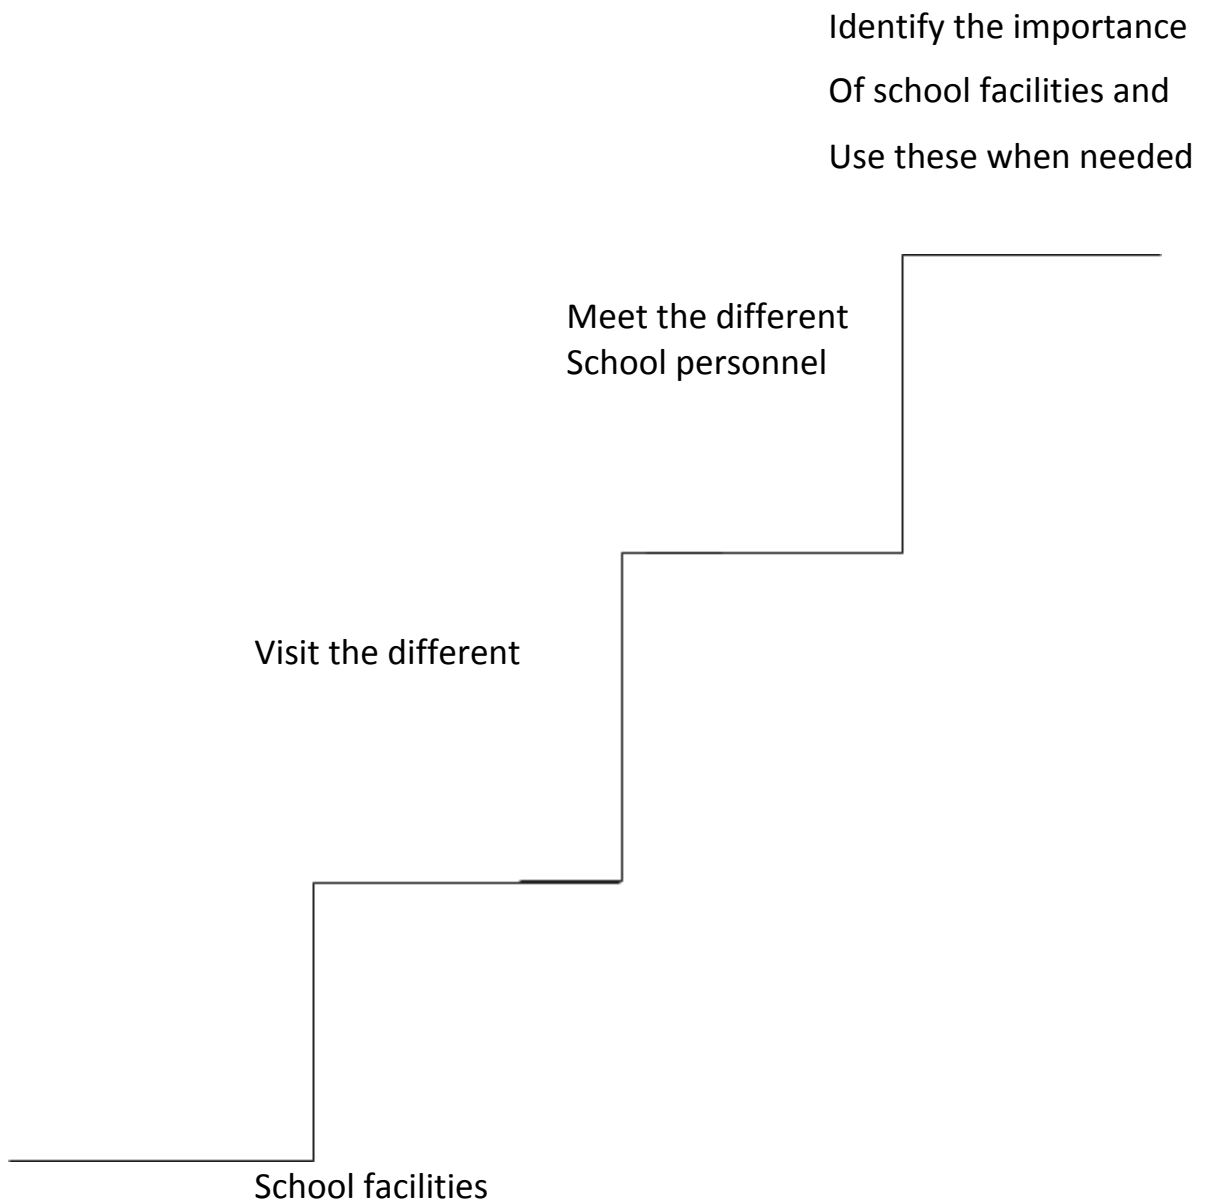 Identify the importance
Of school facilities and
Use these when needed
Meet the different
School personnel
Visit the different
School facilities